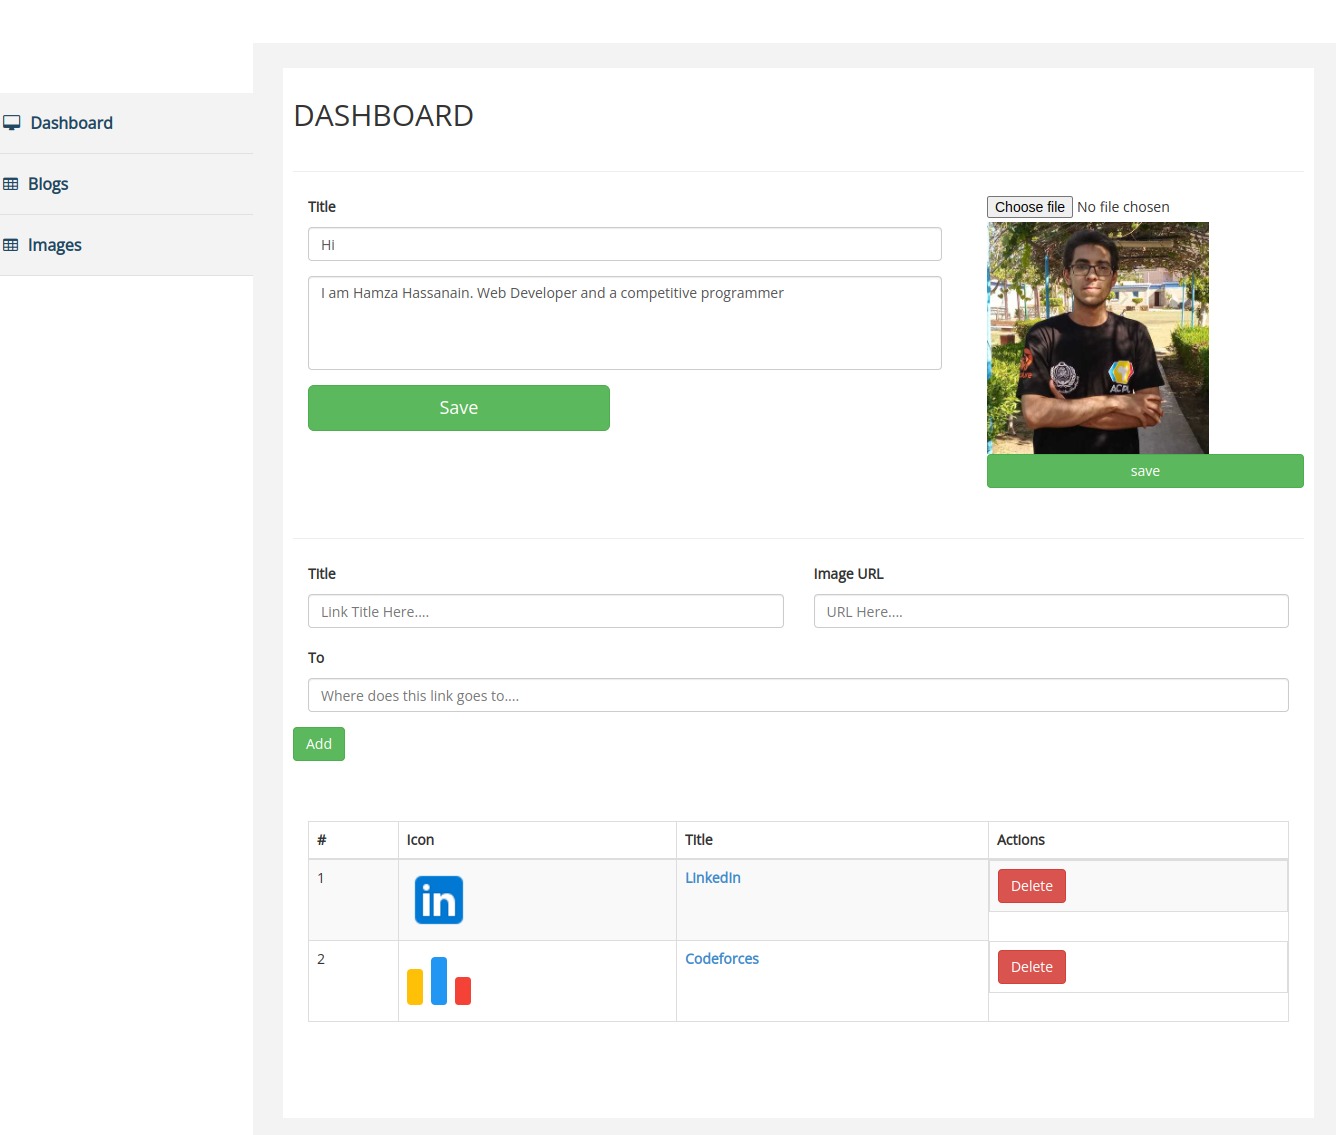 DASHBOARD
Dashboard
Blogs
Images
Title
Hi
I am Hamza Hassanain. Web Developer and a competitive programmer
Save
Choose file No file chosen
ACPC
save
Title
Link Title Here....
Image URL
URL Here....
To
Where does this link goes to....
Add
# Icon Title Actions
1 in LinkedIn Delete
2 Codeforces Delete